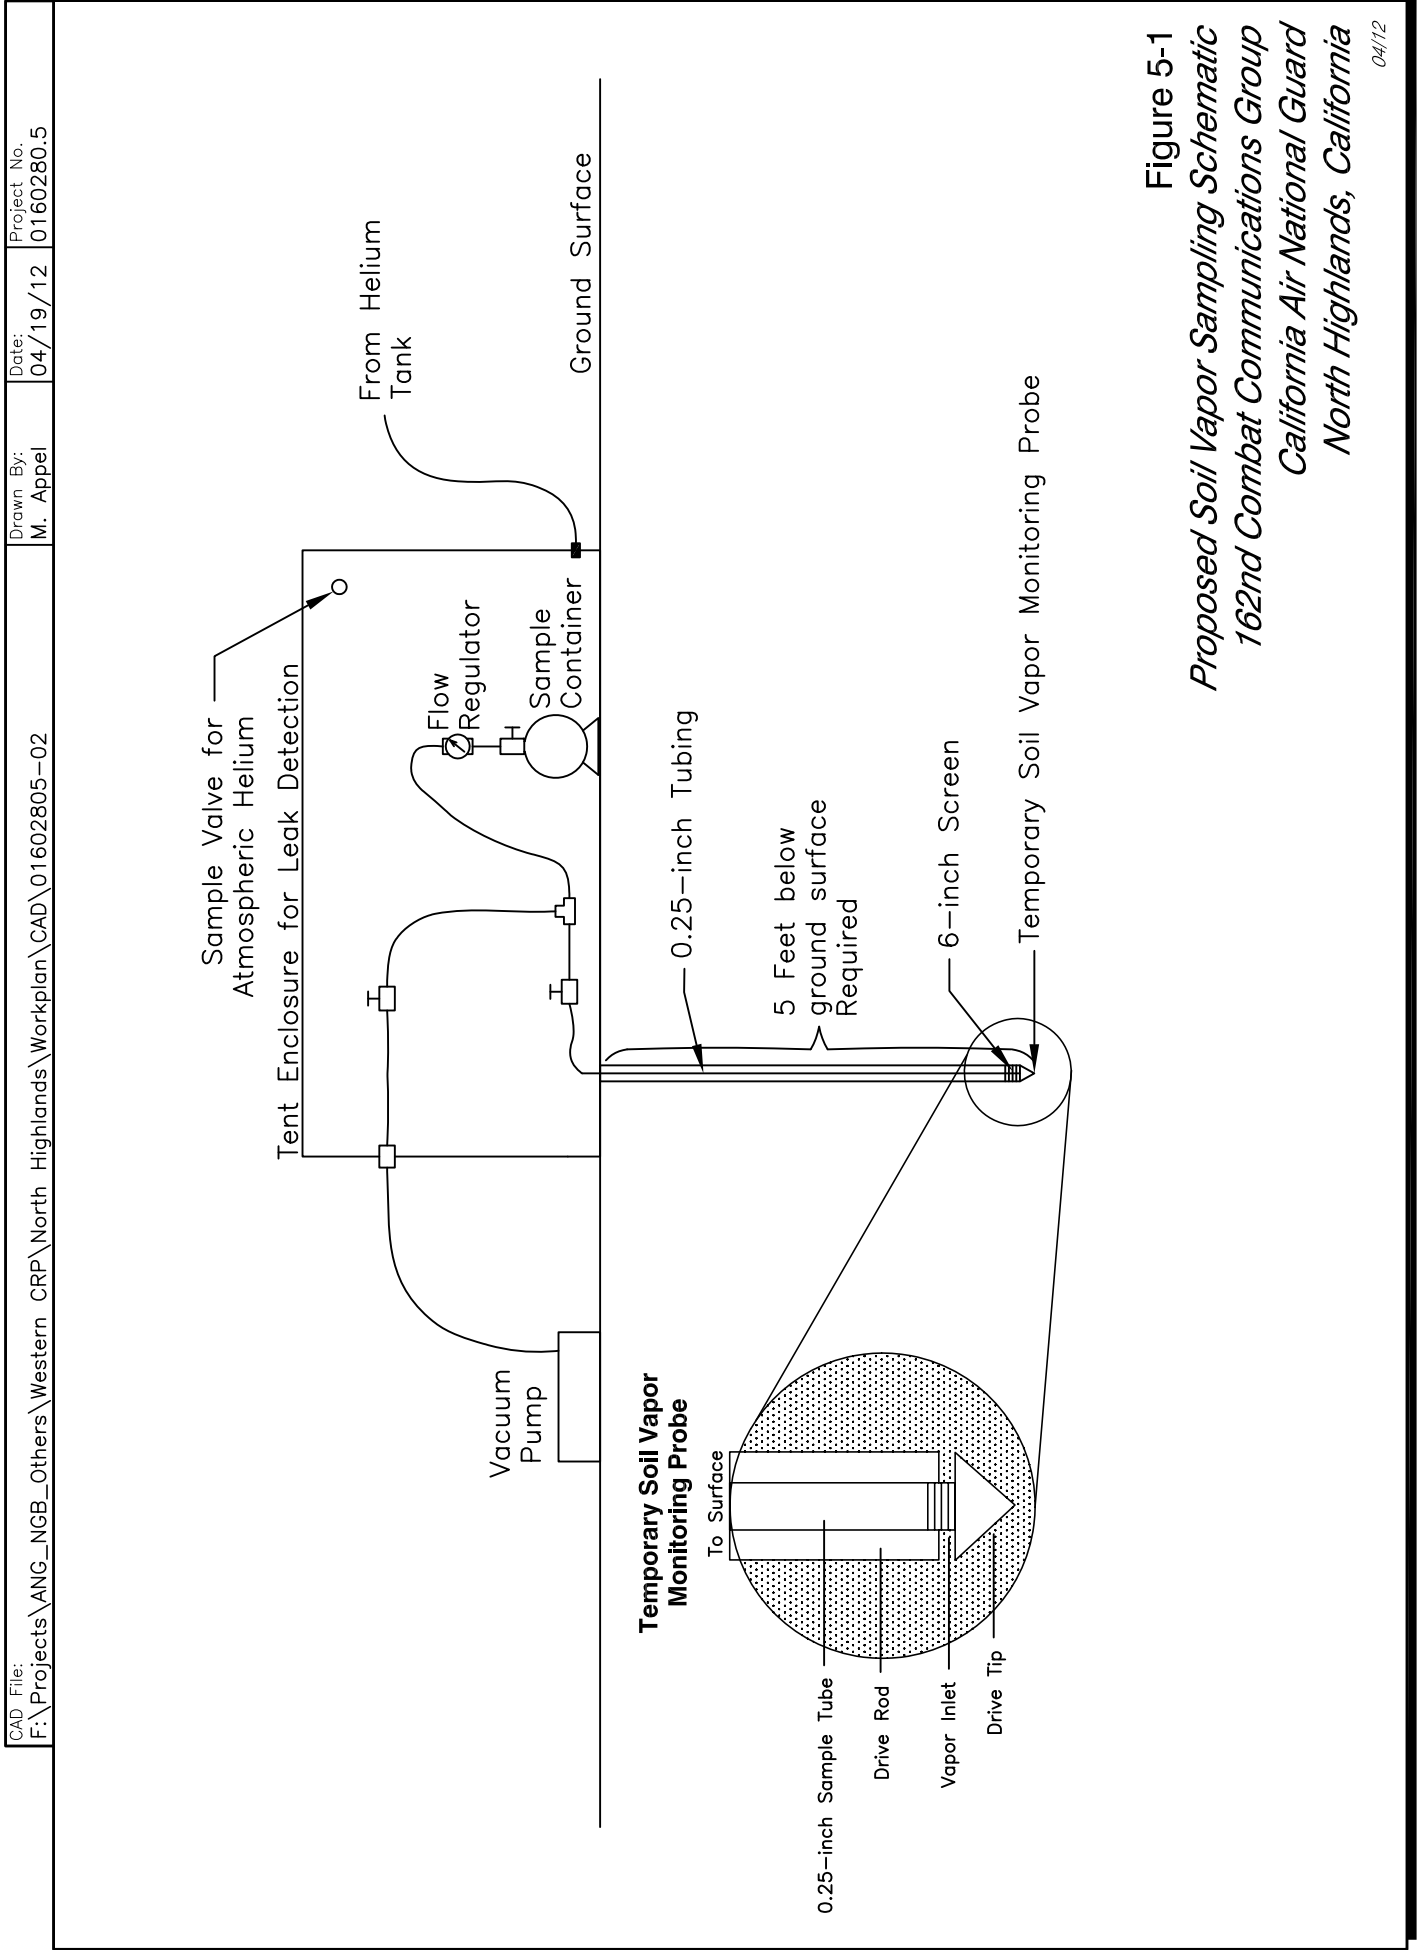 CAD File:
F:\Projects\ANG_NGB_Others\Western CRP\North Highlands\Workplan\CAD\01602805-02
Drawn By:
M. Appel
Date:
04/19/12
Project No.
0160280.5
Sample Valve for
Atmospheric Helium
Tent Enclosure for Leak Detection
From Helium
Tank
Flow
Regulator
Sample
Container
Vacuum
Pump
Ground Surface
0.25-inch Tubing
5 Feet below
ground surface
Required
6-inch Screen
Temporary Soil Vapor Monitoring Probe
Temporary Soil Vapor
Monitoring Probe
To Surface
0.25-inch Sample Tube
Drive Rod
Vapor Inlet
Drive Tip
Figure 5-1
Proposed Soil Vapor Sampling Schematic
162nd Combat Communications Group
California Air National Guard
North Highlands, California
04/12